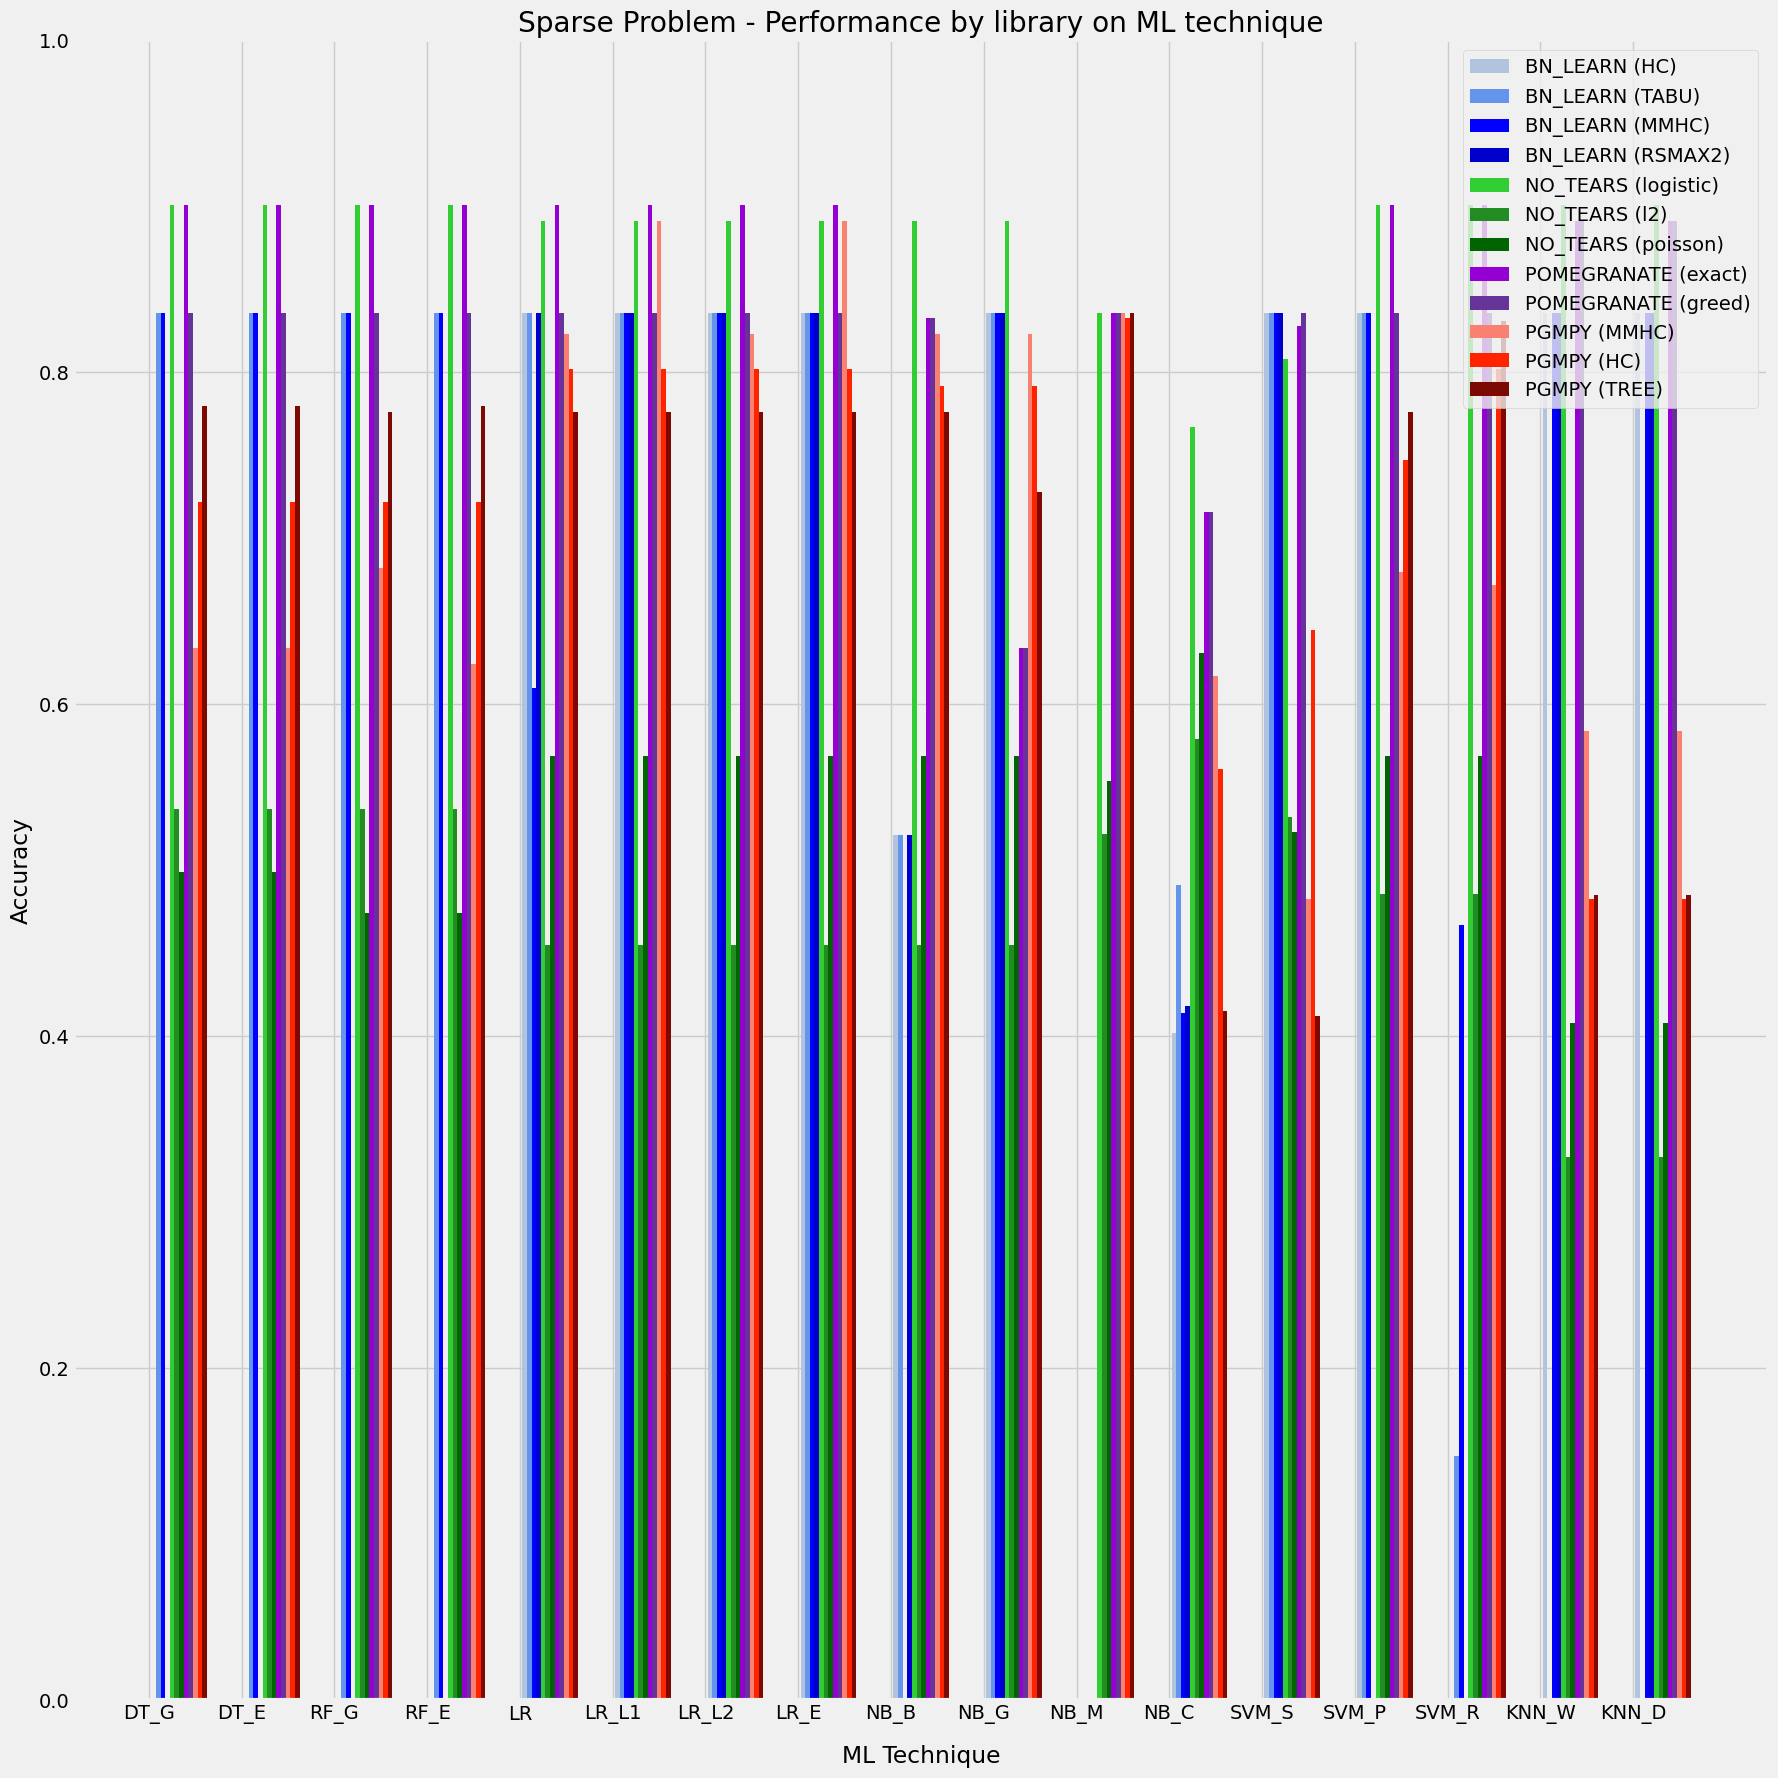 Sparse Problem - Performance by library on ML technique
1.0
0.8
0.6
0.4
0.2
0.0
Accuracy
BN_LEARN (HC)
BN_LEARN (TABU)
BN_LEARN (MMHC)
BN_LEARN (RSMAX2)
NO_TEARS (logistic)
NO_TEARS (l2)
NO_TEARS (poisson)
POMEGRANATE (exact)
POMEGRANATE (greed)
PGMPY (MMHC)
PGMPY (HC)
PGMPY (TREE)
DT_G DT_E RF_G RF_E LR LR_L1 LR_L2 LR_E NB_B NB_G NB_M NB_C SVM_S SVM_P SVM_R KNN_W KNN_D
ML Technique